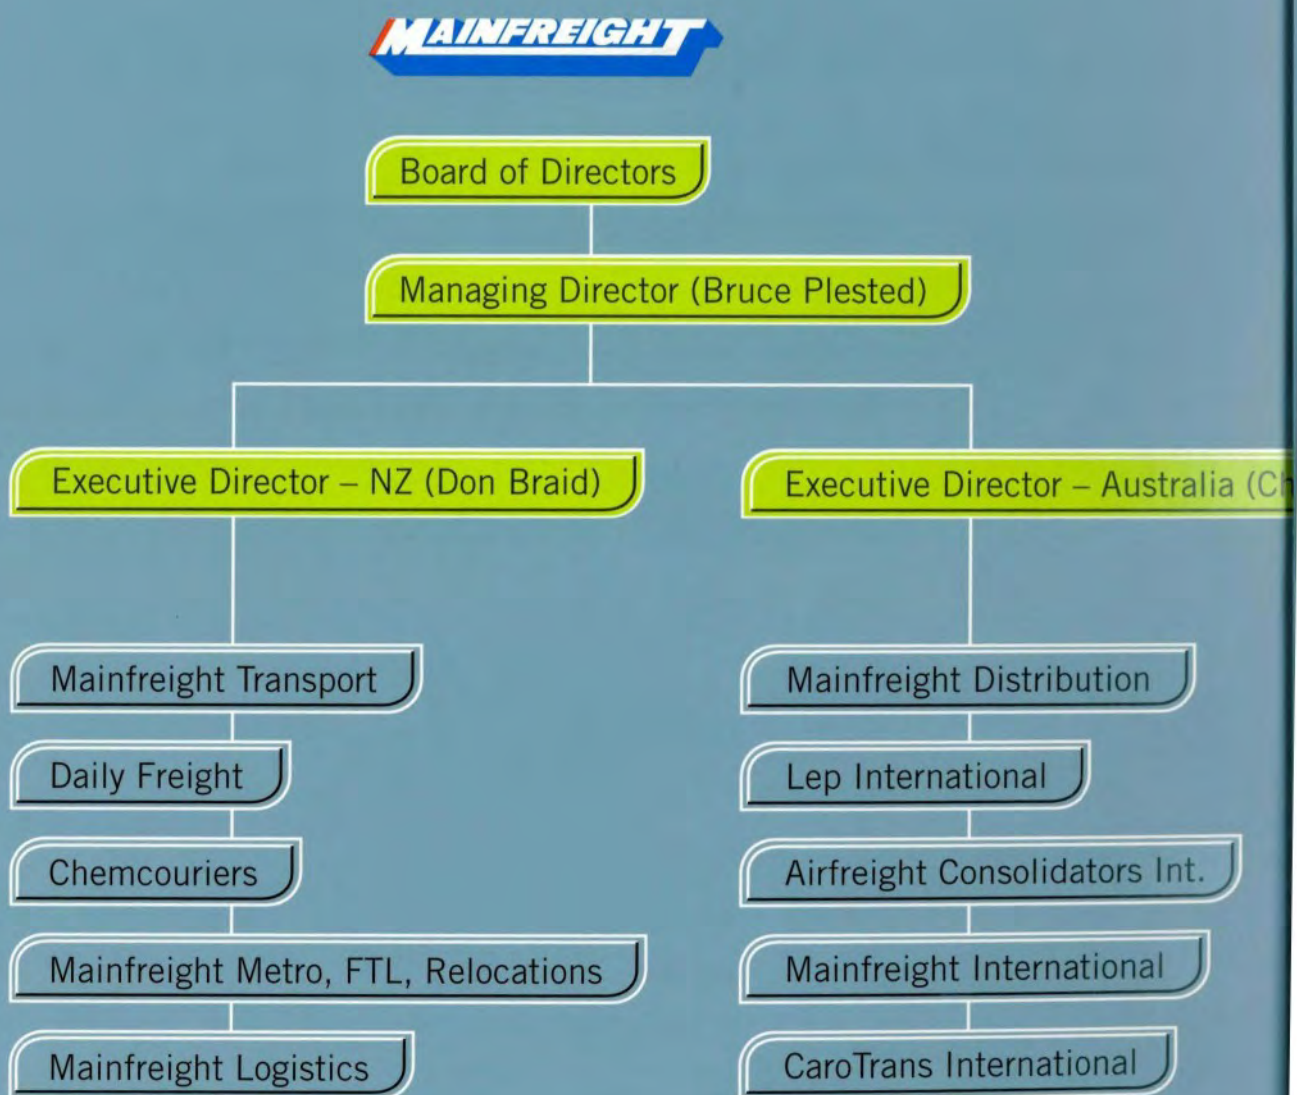 MAINFREIGHT
Board of Directors
Managing Director (Bruce Plested)
Executive Director – NZ (Don Braid)
Executive Director – Australia (
Mainfreight Transport
Mainfreight Distribution
Daily Freight
Lep International
Chemcouriers
Airfreight Consolidators Int.
Mainfreight Metro, FTL, Relocations
Mainfreight International
Mainfreight Logistics
CaroTrans International